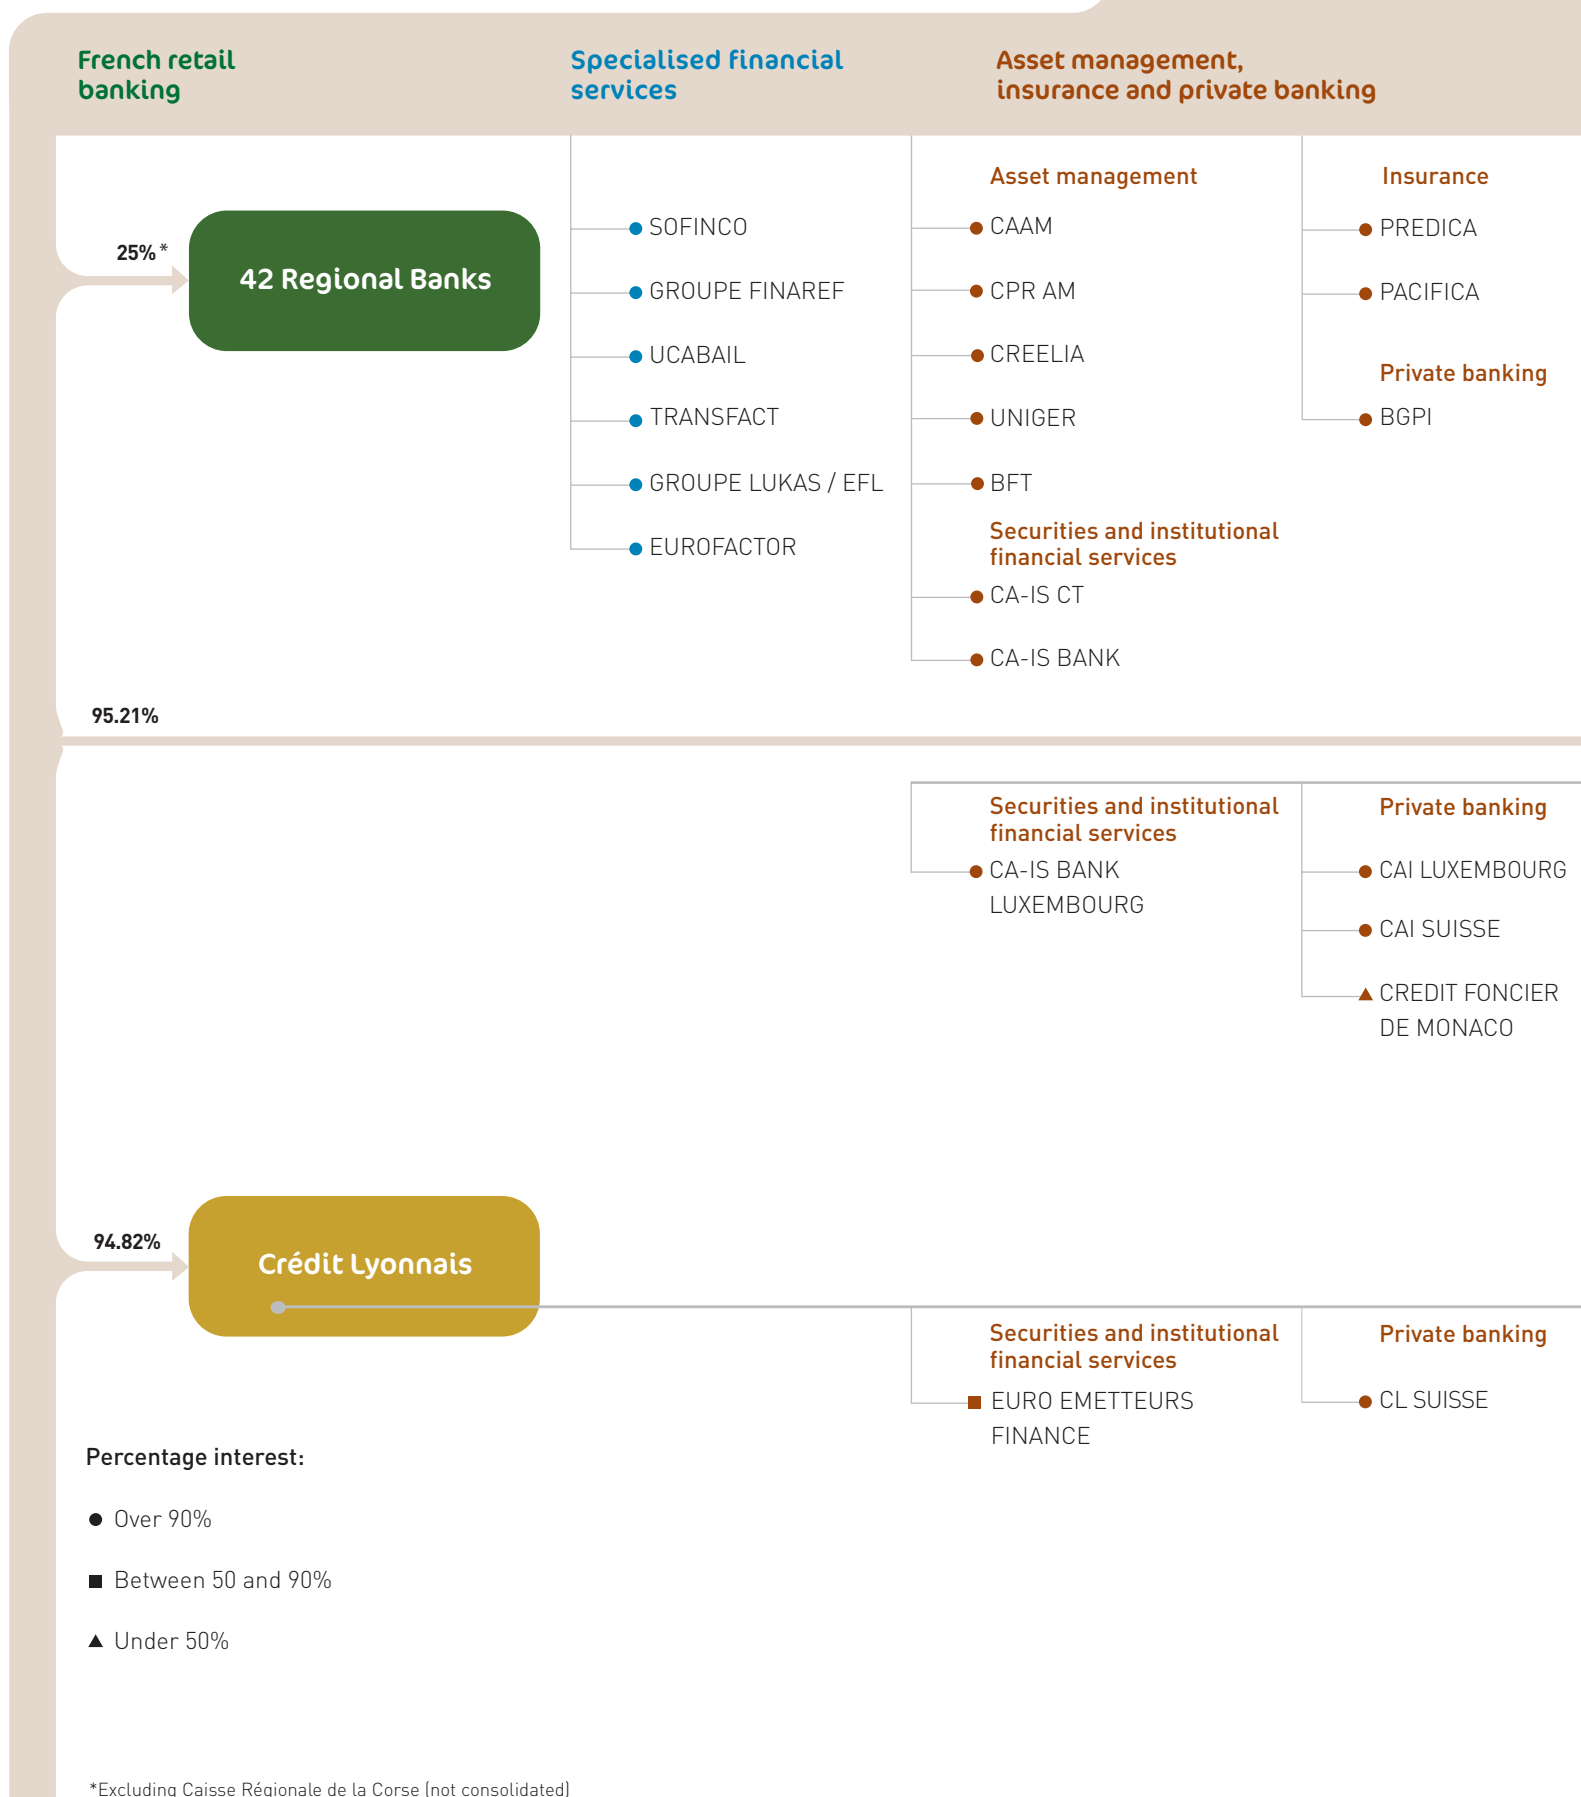 French retail
banking
Specialised financial
services
Asset management,
insurance and private banking
25% *
42 Regional Banks
SOFINCO
GROUPE FINAREF
UCABAIL
TRANSFACT
GROUPE LUKAS / EFL
EUROFACTOR
Asset management
CAAM
CPR AM
CREELIA
UNIGER
BFT
Securities and institutional
financial services
CA-IS CT
CA-IS BANK
Insurance
PREDICA
PACIFICA
Private banking
BGPI
95.21%
Securities and institutional
financial services
CA-IS BANK
LUXEMBOURG
Private banking
CAI LUXEMBOURG
CAI SUISSE
CREDIT FONCIER
DE MONACO
94.82%
Crédit Lyonnais
Securities and institutional
financial services
EURO EMETTEURS
FINANCE
Private banking
CL SUISSE
Percentage interest:
Over 90%
Between 50 and 90%
Under 50%
*Excluding Caisse Régionale de la Corse (not consolidated)